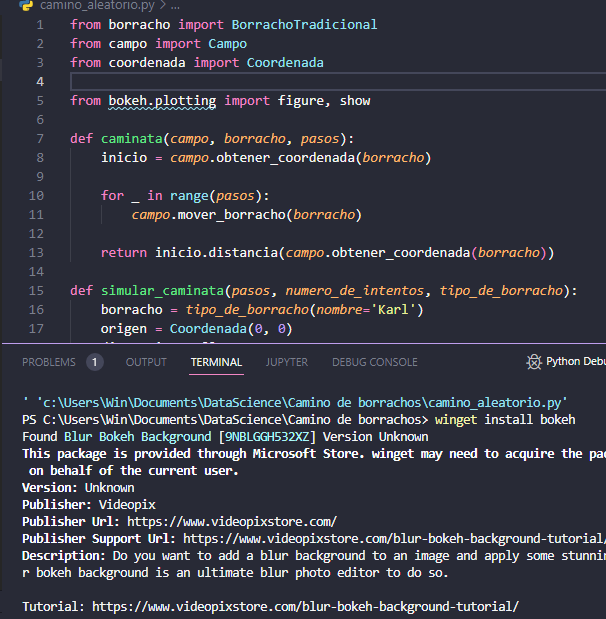 camino_aleatorio.py > ...
1 from borracho import BorrachoTradicional
2 from campo import Campo
3 from coordenada import Coordenada
4
5 from bokeh.plotting import figure, show
6
7 def caminata(campo, borracho, pasos):
8 inicio = campo.obtener_coordenada(borracho)
9
10 for _ in range(pasos):
11 campo.mover_borracho(borracho)
12
13 return inicio.distancia(campo.obtener_coordenada(borracho))
14
15 def simular_caminata(pasos, numero_de_intentos, tipo_de_borracho):
16 borracho = tipo_de_borracho(nombre='Karl')
17 origen = Coordenada(0, 0)
PROBLEMS 1 OUTPUT TERMINAL JUPYTER DEBUG CONSOLE Python Debu
' 'c:\Users\Win\Documents\DataScience\Camino de borrachos\camino_aleatorio.py'
PS C:\Users\Win\Documents\DataScience\Camino de borrachos> winget install bokeh
Found Blur Bokeh Background [9NBLGGH532XZ] Version Unknown
This package is provided through Microsoft Store. winget may need to acquire the pac
on behalf of the current user.
Version: Unknown
Publisher: Videopix
Publisher Url: https://www.videopixstore.com/
Publisher Support Url: https://www.videopixstore.com/blur-bokeh-background-tutorial/
Description: Do you want to add a blur background to an image and apply some stunnin
r bokeh background is an ultimate blur photo editor to do so.
Tutorial: https://www.videopixstore.com/blur-bokeh-background-tutorial/